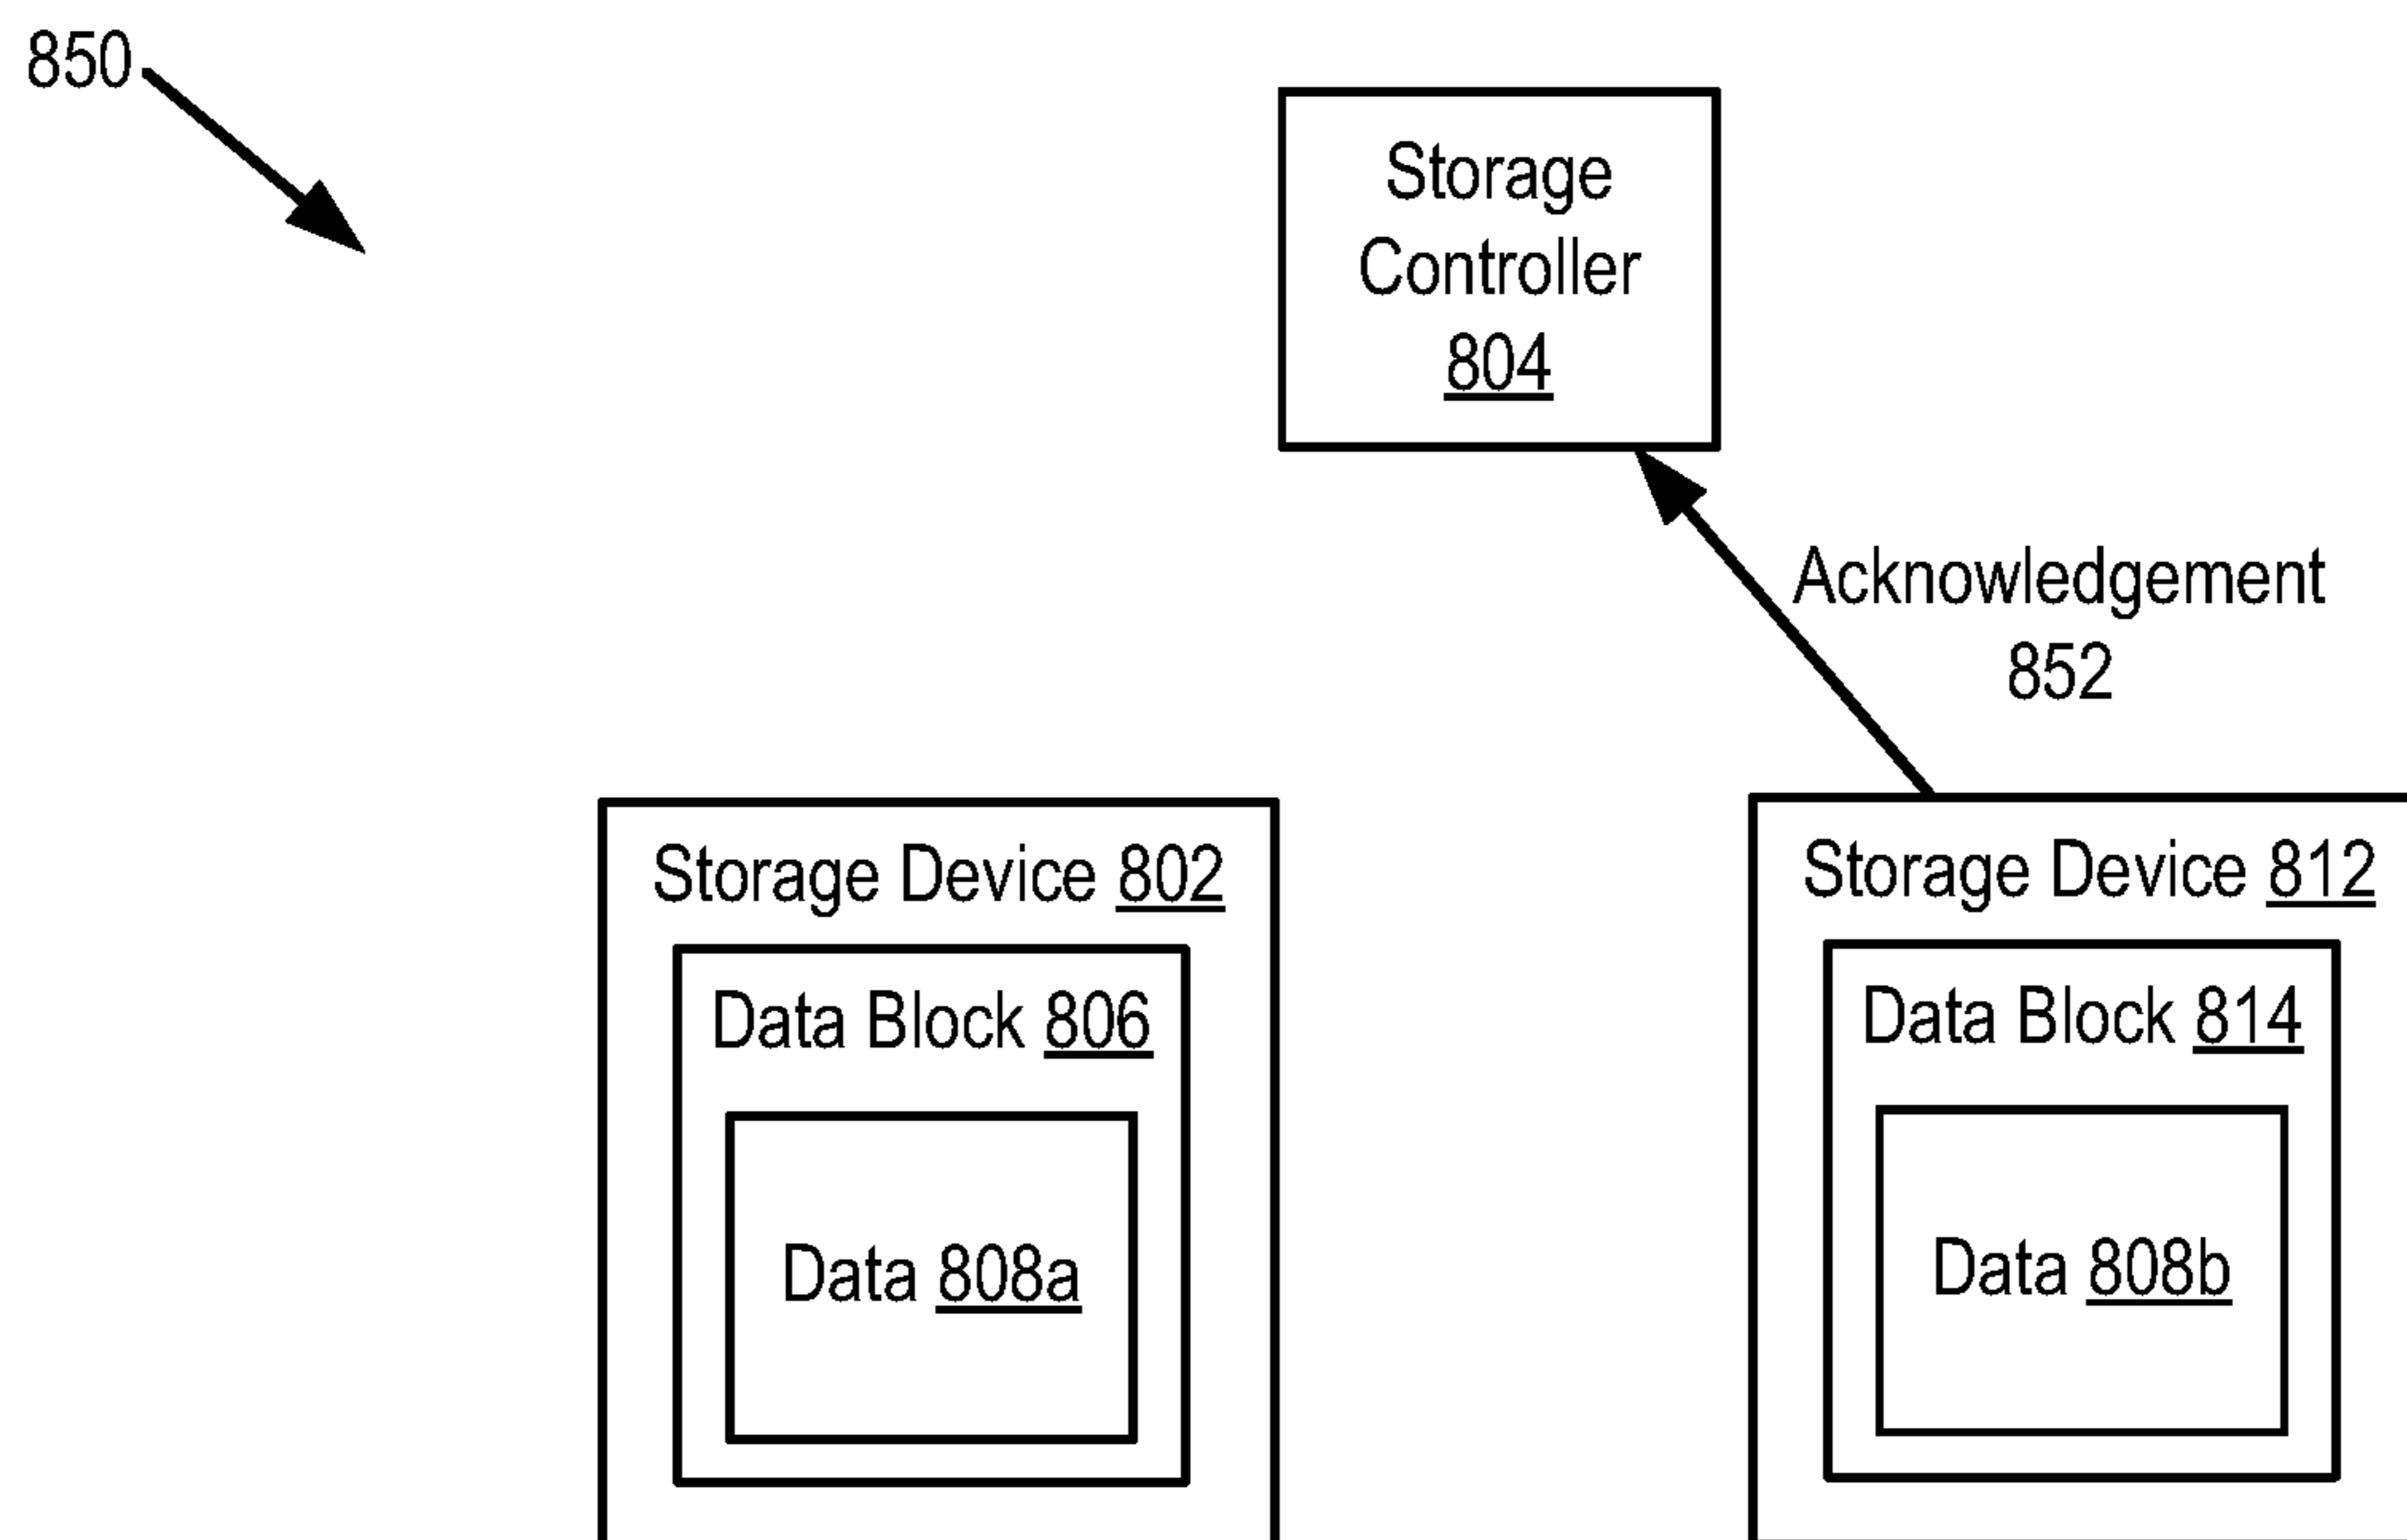 850
Storage
Controller
804
Acknowledgement
852
Storage Device 802
Storage Device 812
Data Block 806
Data Block 814
Data 808a
Data 808b